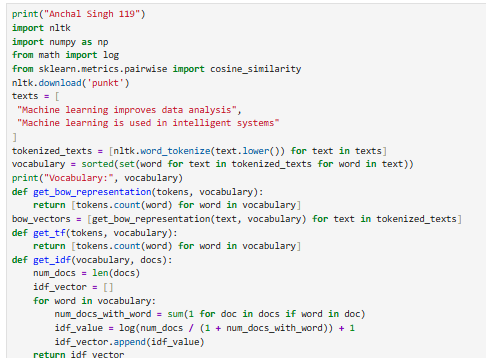 print("Anchal Singh 119")
import nltk
import numpy as np
from math import log
from sklearn.metrics.pairwise import cosine_similarity
nltk.download('punkt')
texts = [
 "Machine learning improves data analysis",
 "Machine learning is used in intelligent systems"
]
tokenized_texts = [nltk.word_tokenize(text.lower()) for text in texts]
vocabulary = sorted(set(word for text in tokenized_texts for word in text))
print("Vocabulary:", vocabulary)
def get_bow_representation(tokens, vocabulary):
    return [tokens.count(word) for word in vocabulary]
bow_vectors = [get_bow_representation(text, vocabulary) for text in tokenized_texts]
def get_tf(tokens, vocabulary):
    return [tokens.count(word) for word in vocabulary]
def get_idf(vocabulary, docs):
    num_docs = len(docs)
    idf_vector = []
    for word in vocabulary:
        num_docs_with_word = sum(1 for doc in docs if word in doc)
        idf_value = log(num_docs / (1 + num_docs_with_word)) + 1
        idf_vector.append(idf_value)
    return idf_vector